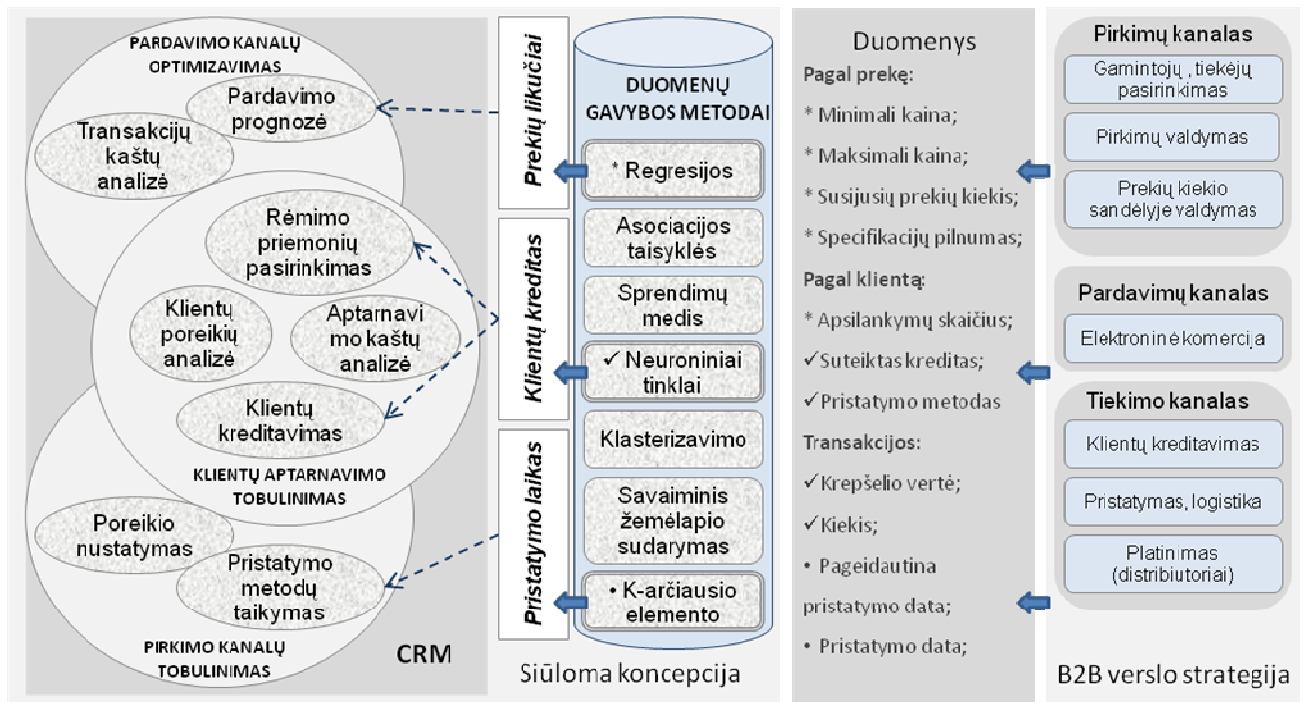 PARDAVIMO KANALŲ
OPTIMIZAVIMAS
Pardavimo
prognozė
Transakcijų
kaštų
analizė
Rėmimo
priemonių
pasirinkimas
Klientų
poreikių
analizė
Aptarnavi
mo kaštų
analizė
Klientų
kreditavimas
KLIENTŲ APTARNAVIMO
TOBULINIMAS
Poreikio
nustatymas
Pristatymo
metodų
taikymas
PIRKIMO KANALŲ
TOBULINIMAS
CRM
Prekių likučiai
Klientų kreditas
Pristatymo laikas
DUOMENŲ
GAVYBOS METODAI
* Regresijos
Asociacijos
taisyklės
Sprendimų
medis
✓ Neuroniniai
tinklai
Klasterizavimo
Savaiminis
žemėlapio
sudarymas
• K-arčiausio
elemento
Siūloma koncepcija
Duomenys
Pagal prekę:
* Minimali kaina;
* Maksimali kaina;
* Susijusių prekių kiekis;
* Specifikacijų pilnumas;
Pagal klientą:
* Apsilankymų skaičius;
✓Suteiktas kreditas;
✓Pristatymo metodas
Transakcijos:
✓Krepšelio vertė;
✓Kiekis;
• Pageidautina
pristatymo data;
• Pristatymo data;
Pirkimų kanalas
Gamintojų , tiekėjų
pasirinkimas
Pirkimų valdymas
Prekių kiekio
sandėlyje valdymas
Pardavimų kanalas
Elektroninė komercija
Tiekimo kanalas
Klientų kreditavimas
Pristatymas, logistika
Platinimas
(distribiutoriai)
B2B verslo strategija